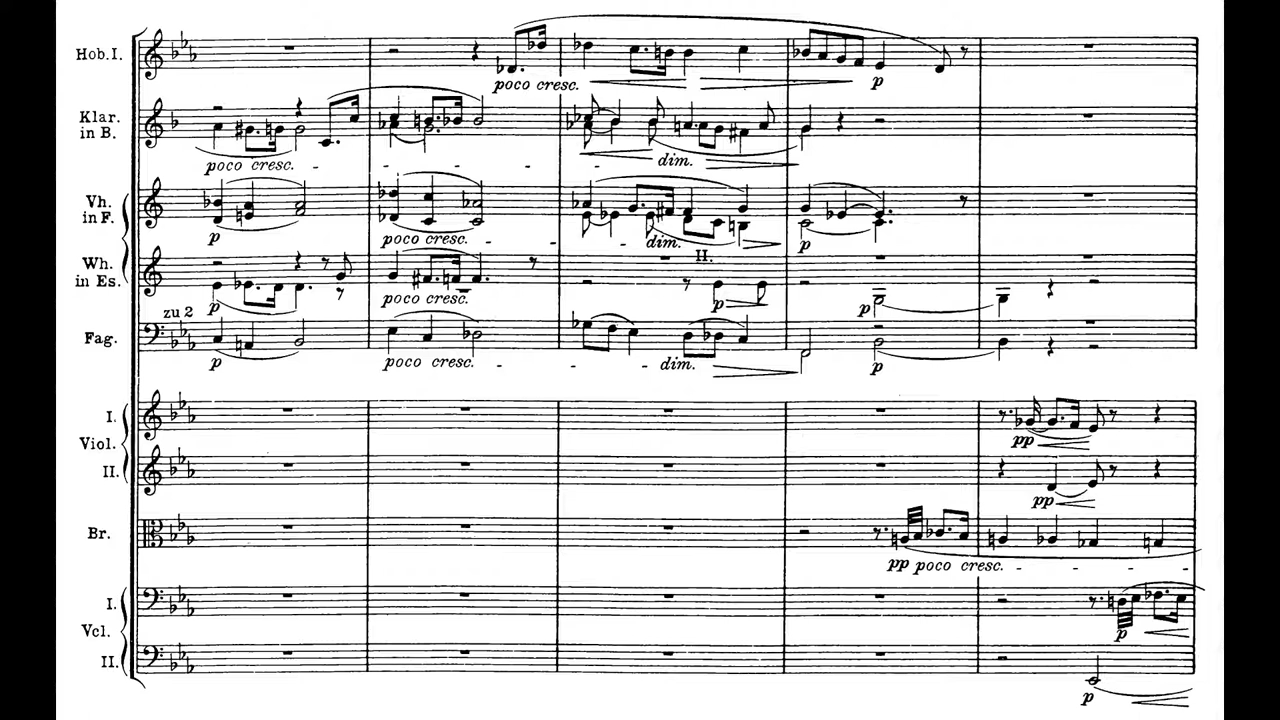 Hob.I.
poco cresc.
p
Klar.
in B.
poco cresc.
dim.
Vh.
in F.
p
poco cresc.
dim.
p
Wh.
in Es.
p
poco cresc.
II.
p
p
zu 2
Fag.
p
poco cresc.
dim.
p
I.
Viol.
pp
II.
pp
Br.
pp poco cresc.
I.
Vcl.
p
II.
p